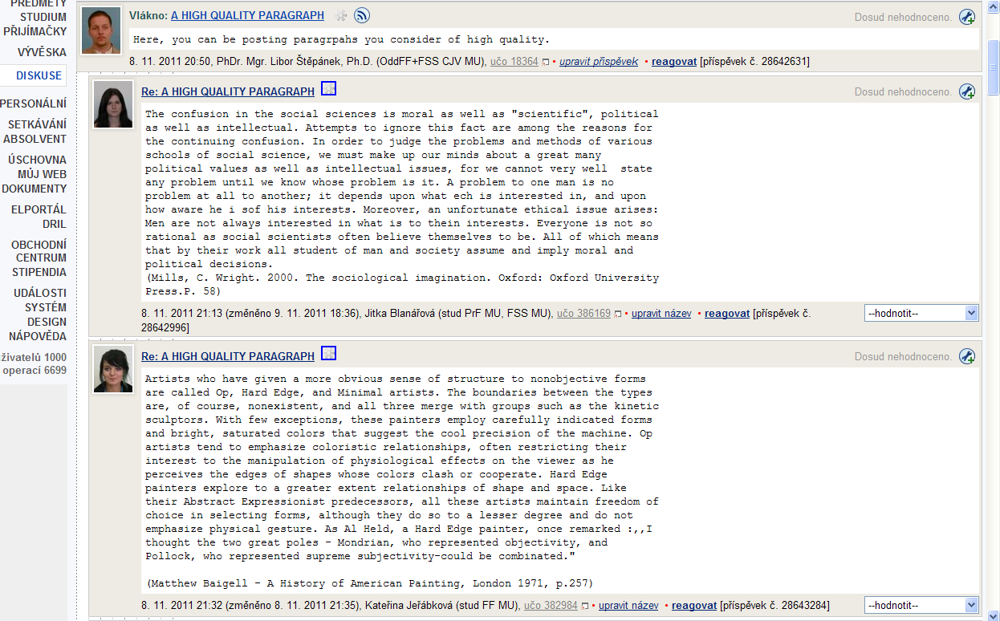 PŘEDMĚTY
STUDIUM
PŘIJÍMAČKY
VÝVĚSKA
DISKUSE
PERSONÁLNÍ
SETKÁVÁNÍ
ABSOLVENT
ÚSCHOVNA
MŮJ WEB
DOKUMENTY
ELPORTÁL
DRIL
OBCHODNÍ
CENTRUM
STIPENDIA
UDÁLOSTI
SYSTÉM
DESIGN
NÁPOVĚDA
živatelů 1000
operací 6699
Vlákno: A HIGH QUALITY PARAGRAPH
Dosud nehodnoceno.
Here, you can be posting paragrpahs you consider of high quality.
8. 11. 2011 20:50, PhDr. Mgr. Libor Štěpánek, Ph.D. (OddFF+FSS CJV MU), učo 18364 • upravit příspěvek • reagovat [příspěvek č. 28642631]
Re: A HIGH QUALITY PARAGRAPH
Dosud nehodnoceno.
The confusion in the social sciences is moral as well as "scientific", political
as well as intellectual. Attempts to ignore this fact are among the reasons for
the continuing confusion. In order to judge the problems and methods of various
schools of social science, we must make up our minds about a great many
political values as well as intellectual issues, for we cannot very well  state
any problem until we know whose problem is it. A problem to one man is no
problem at all to another; it depends upon what ech is interested in, and upon
how aware he i sof his interests. Moreover, an unfortunate ethical issue arises:
Men are not always interested in what is to thein interests. Everyone is not so
rational as social scientists often believe themselves to be. All of which means
that by their work all student of man and society assume and imply moral and
political decisions.
(Mills, C. Wright. 2000. The sociological imagination. Oxford: Oxford University
Press.P. 58)
8. 11. 2011 21:13 (změněno 9. 11. 2011 18:36), Jitka Blanářová (stud PrF MU, FSS MU), učo 386169 • upravit název • reagovat [příspěvek č.
28642996]
--hodnotit--
Re: A HIGH QUALITY PARAGRAPH
Dosud nehodnoceno.
Artists who have given a more obvious sense of structure to nonobjective forms
are called Op, Hard Edge, and Minimal artists. The boundaries between the types
are, of course, nonexistent, and all three merge with groups such as the kinetic
sculptors. With few exceptions, these painters employ carefully indicated forms
and bright, saturated colors that suggest the cool precision of the machine. Op
artists tend to emphasize coloristic relationships, often restricting their
interest to the manipulation of physiological effects on the viewer as he
perceives the edges of shapes whose colors clash or cooperate. Hard Edge
painters explore to a greater extent relationships of shape and space. Like
their Abstract Expressionist predecessors, all these artists maintain freedom of
choice in selecting forms, although they do so to a lesser degree and do not
emphasize physical gesture. As Al Held, a Hard Edge painter, once remarked :,,I
thought the two great poles - Mondrian, who represented objectivity, and
Pollock, who represented supreme subjectivity-could be combinated."
(Matthew Baigell - A History of American Painting, London 1971, p.257)
8. 11. 2011 21:32 (změněno 8. 11. 2011 21:35), Kateřina Jeřábková (stud FF MU), učo 382984 • upravit název • reagovat [příspěvek č. 28643284]
--hodnotit--